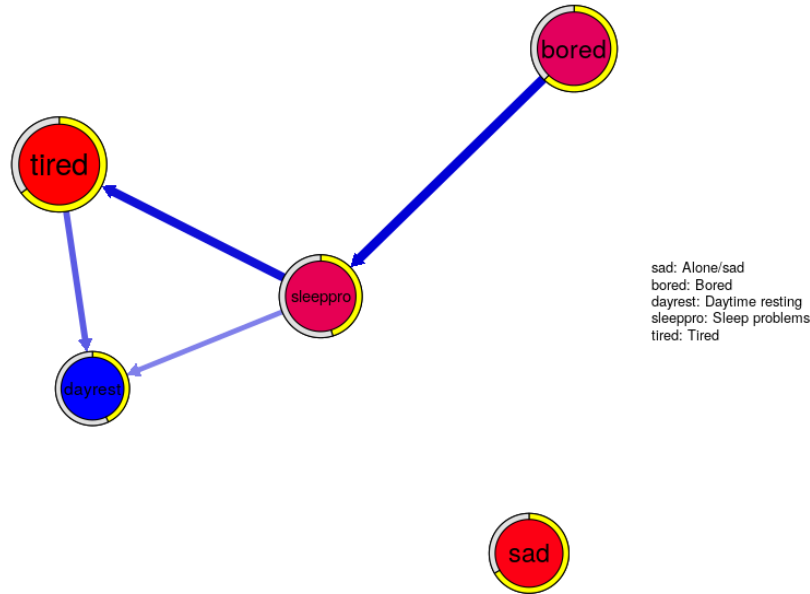 bored
tired
sleeppro
dayrest
sad
sad: Alone/sad
bored: Bored
dayrest: Daytime resting
sleeppro: Sleep problems
tired: Tired